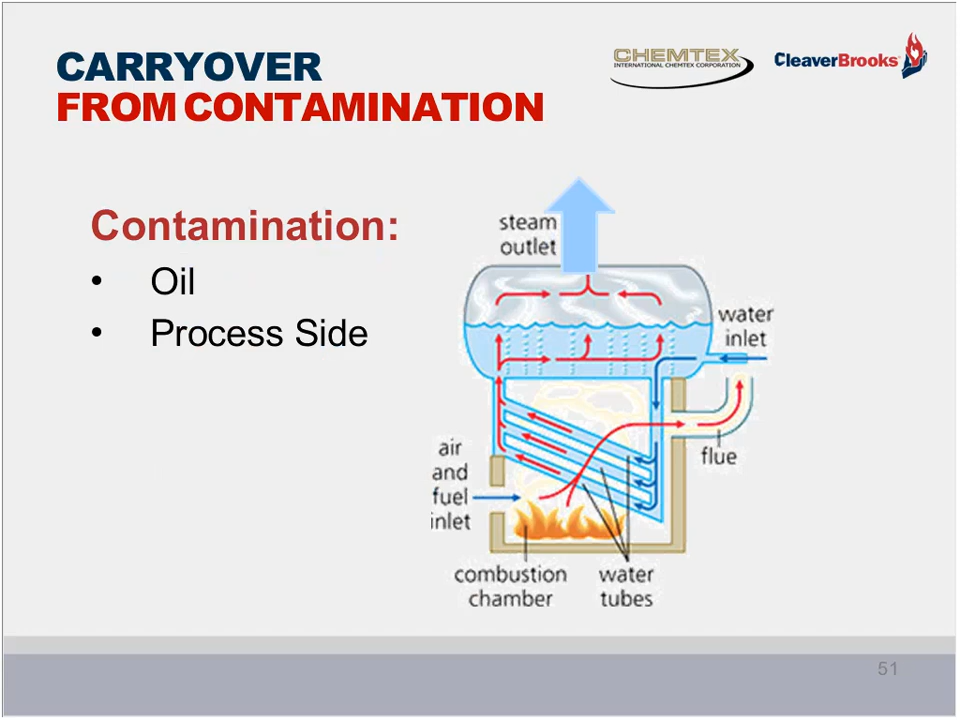 CARRYOVER
FROM CONTAMINATION
CHEMTEX
INTERNATIONAL CHEMTEX CORPORATION
CleaverBrooks
Contamination:
• Oil
• Process Side
steam
outlet
water
inlet
flue
air
and
fuel
inlet
combustion
chamber
water
tubes
51